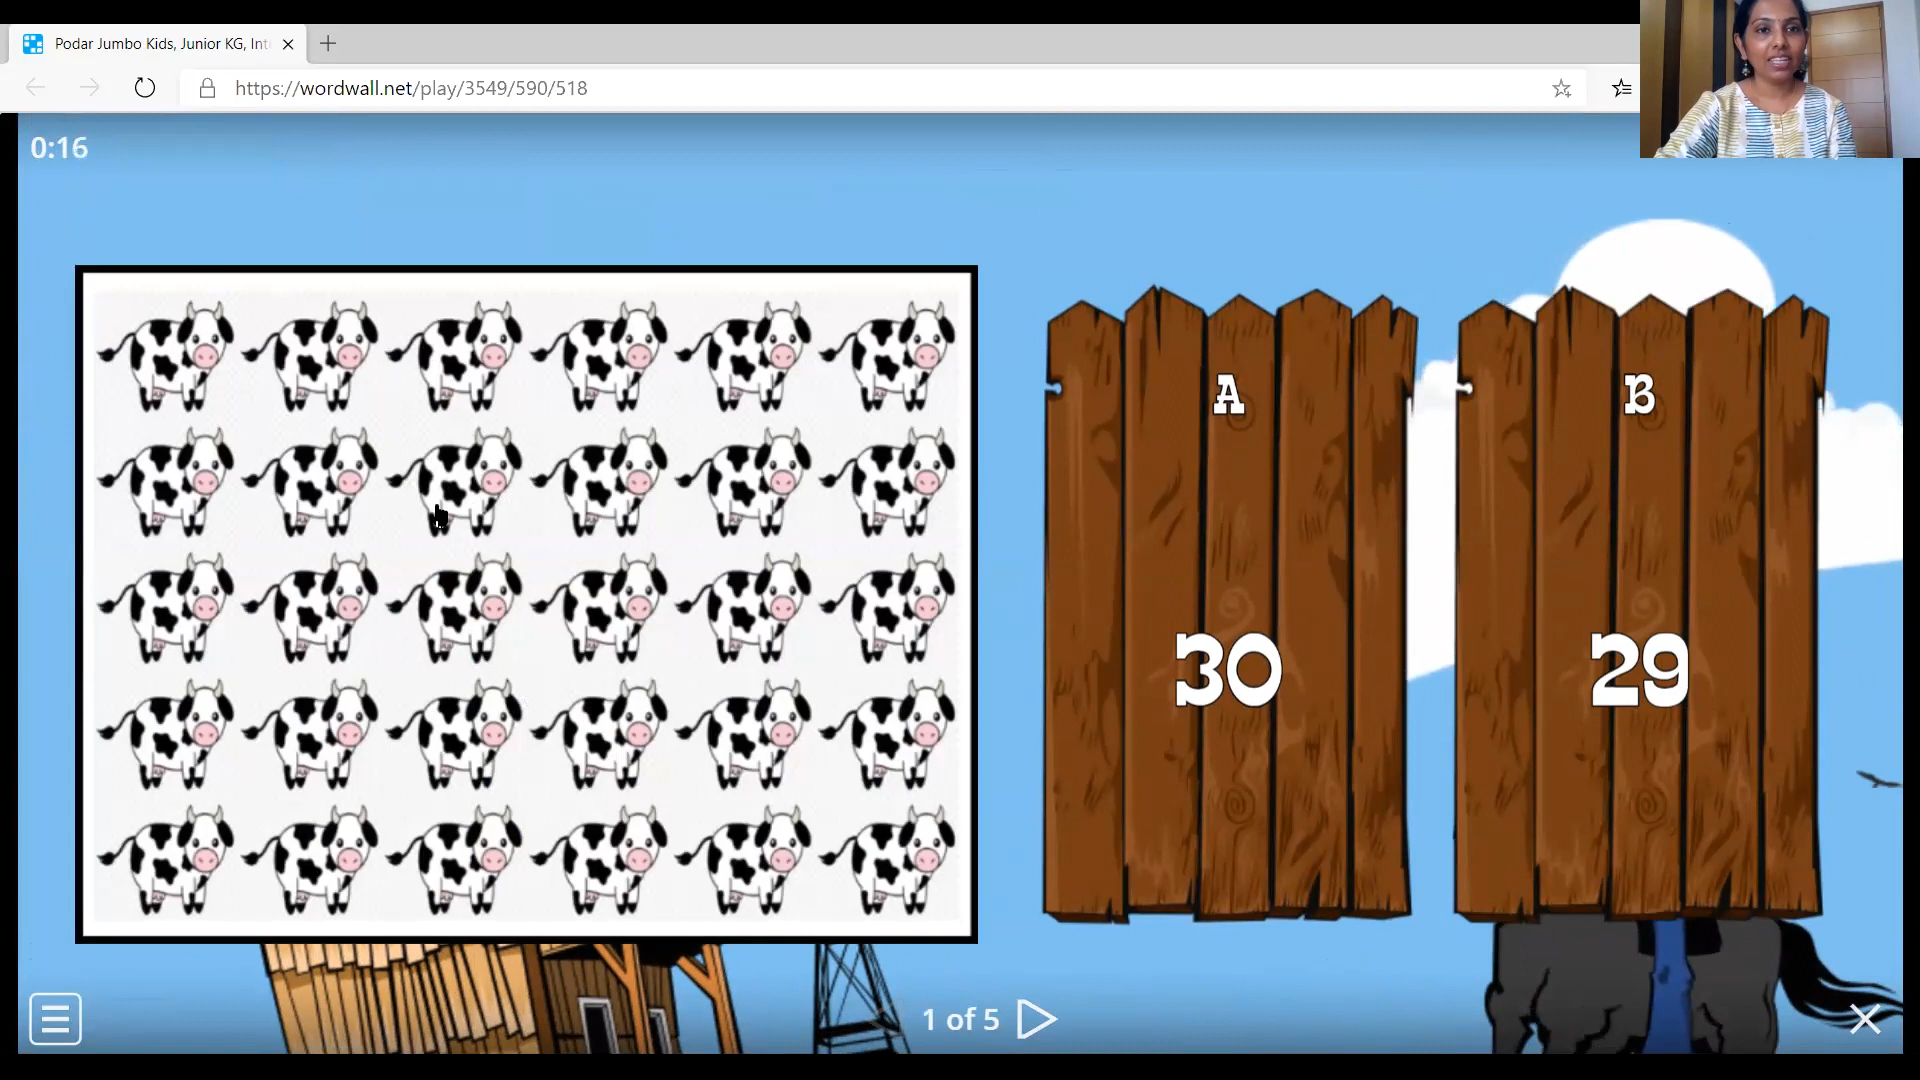 Podar Jumbo Kids, Junior KG, Int
https://wordwall.net/play/3549/590/518
0:16
A
B
30
29
1 of 5